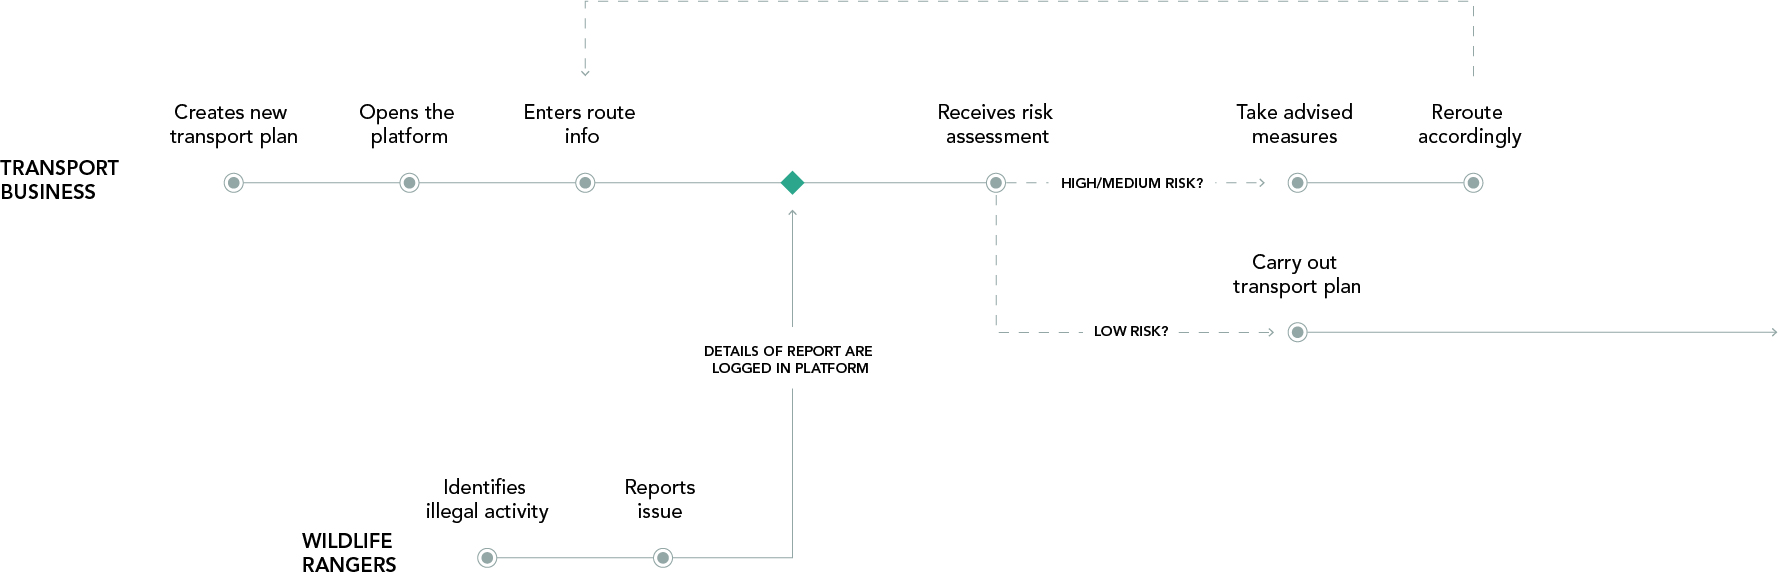 Creates new
transport plan
Opens the
platform
Enters route
info
Receives risk
assessment
Take advised
measures
Reroute
accordingly
TRANSPORT
BUSINESS
HIGH/MEDIUM RISK?
Carry out
transport plan
LOW RISK?
DETAILS OF REPORT ARE
LOGGED IN PLATFORM
Identifies
illegal activity
Reports
issue
WILDLIFE
RANGERS